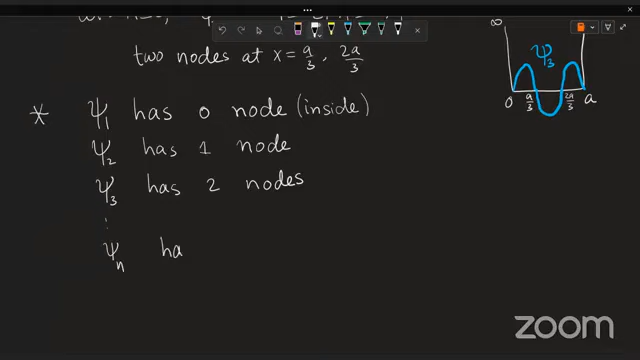 two nodes at x = a/3, 2a/3
∞
ψ3
0 a/3 2a/3 a
* ψ1 has 0 node (inside)
ψ2 has 1 node
ψ3 has 2 nodes
⋮
ψn ha
zoom